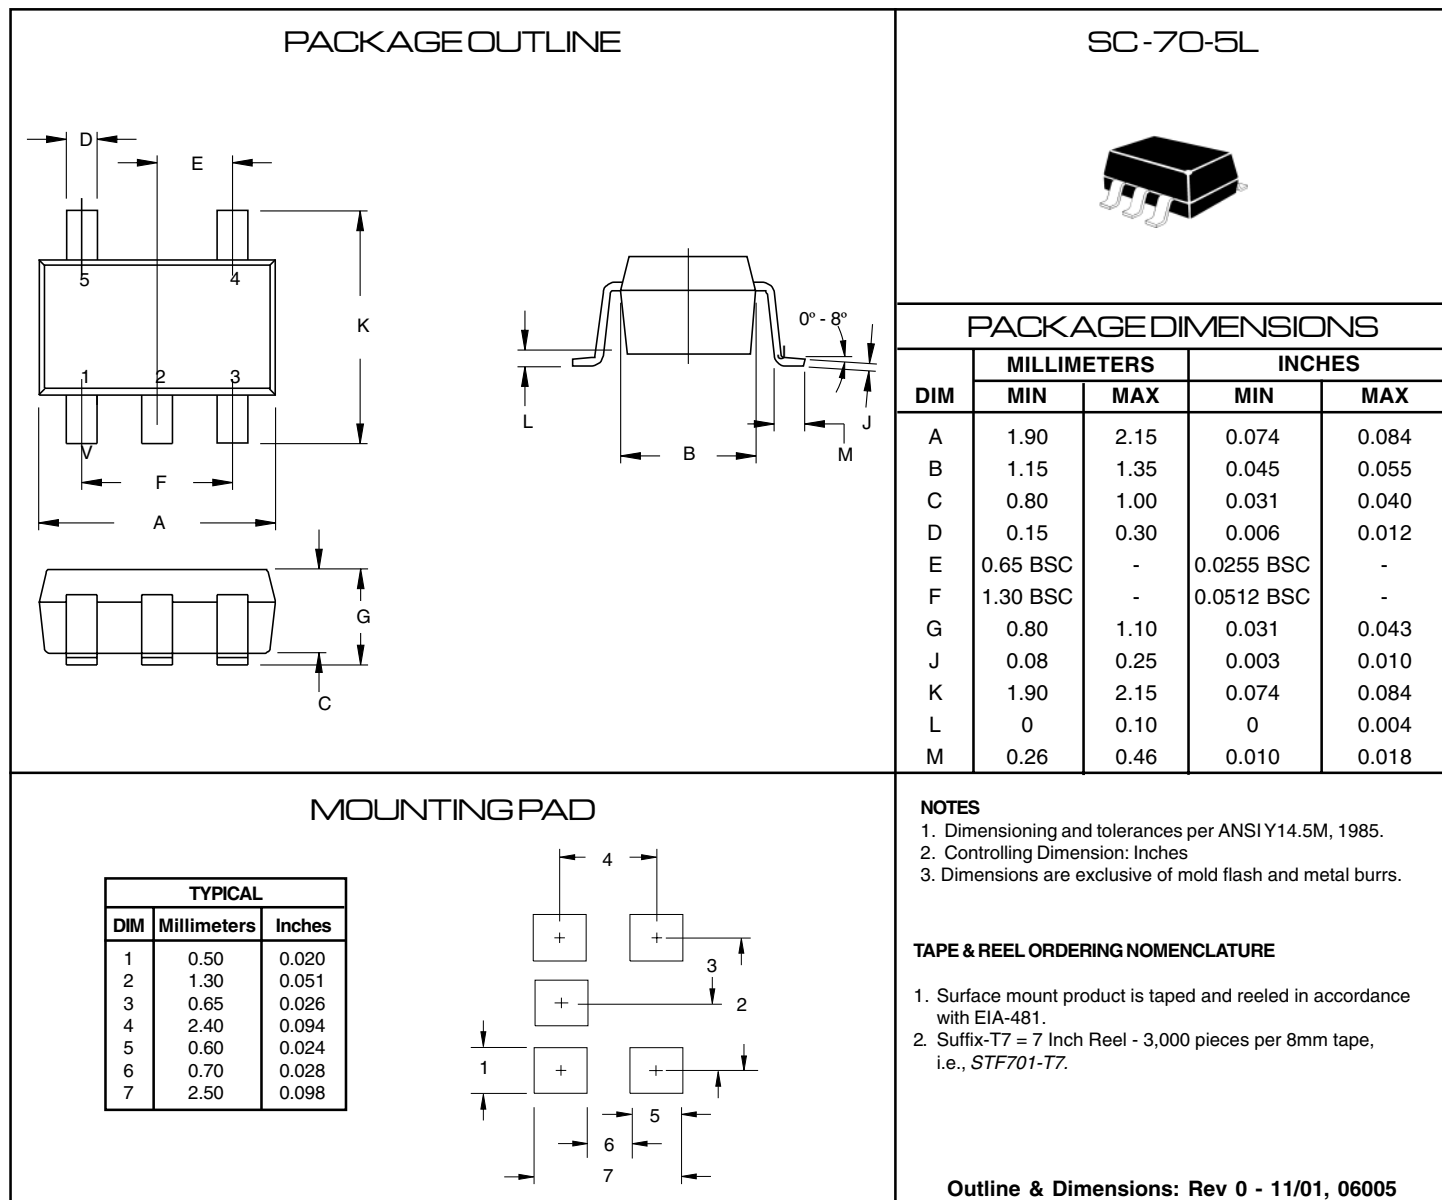 PACKAGE OUTLINE
D
E
5
4
K
1
2
3
V
F
A
G
C
0º - 8º
L
B
M
J
SC-70-5L
PACKAGE DIMENSIONS
MILLIMETERS INCHES
DIM MIN MAX MIN MAX
A 1.90 2.15 0.074 0.084
B 1.15 1.35 0.045 0.055
C 0.80 1.00 0.031 0.040
D 0.15 0.30 0.006 0.012
E 0.65 BSC - 0.0255 BSC -
F 1.30 BSC - 0.0512 BSC -
G 0.80 1.10 0.031 0.043
J 0.08 0.25 0.003 0.010
K 1.90 2.15 0.074 0.084
L 0 0.10 0 0.004
M 0.26 0.46 0.010 0.018
MOUNTING PAD
TYPICAL
DIM Millimeters Inches
1 0.50 0.020
2 1.30 0.051
3 0.65 0.026
4 2.40 0.094
5 0.60 0.024
6 0.70 0.028
7 2.50 0.098
4
3
2
1
5
6
7
NOTES
1. Dimensioning and tolerances per ANSI Y14.5M, 1985.
2. Controlling Dimension: Inches
3. Dimensions are exclusive of mold flash and metal burrs.
TAPE & REEL ORDERING NOMENCLATURE
1. Surface mount product is taped and reeled in accordance
with EIA-481.
2. Suffix-T7 = 7 Inch Reel - 3,000 pieces per 8mm tape,
i.e., STF701-T7.
Outline & Dimensions: Rev 0 - 11/01, 06005